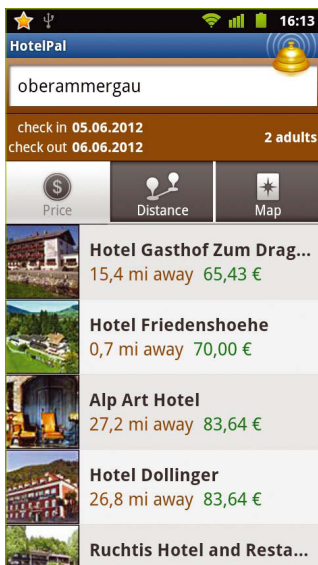 16:13
HotelPal
oberammergau
check in 05.06.2012
check out 06.06.2012
2 adults
Price
Distance
Map
Hotel Gasthof Zum Drag...
15,4 mi away 65,43 €
Hotel Friedenshoehe
0,7 mi away 70,00 €
Alp Art Hotel
27,2 mi away 83,64 €
Hotel Dollinger
26,8 mi away 83,64 €
Ruchtis Hotel and Resta...